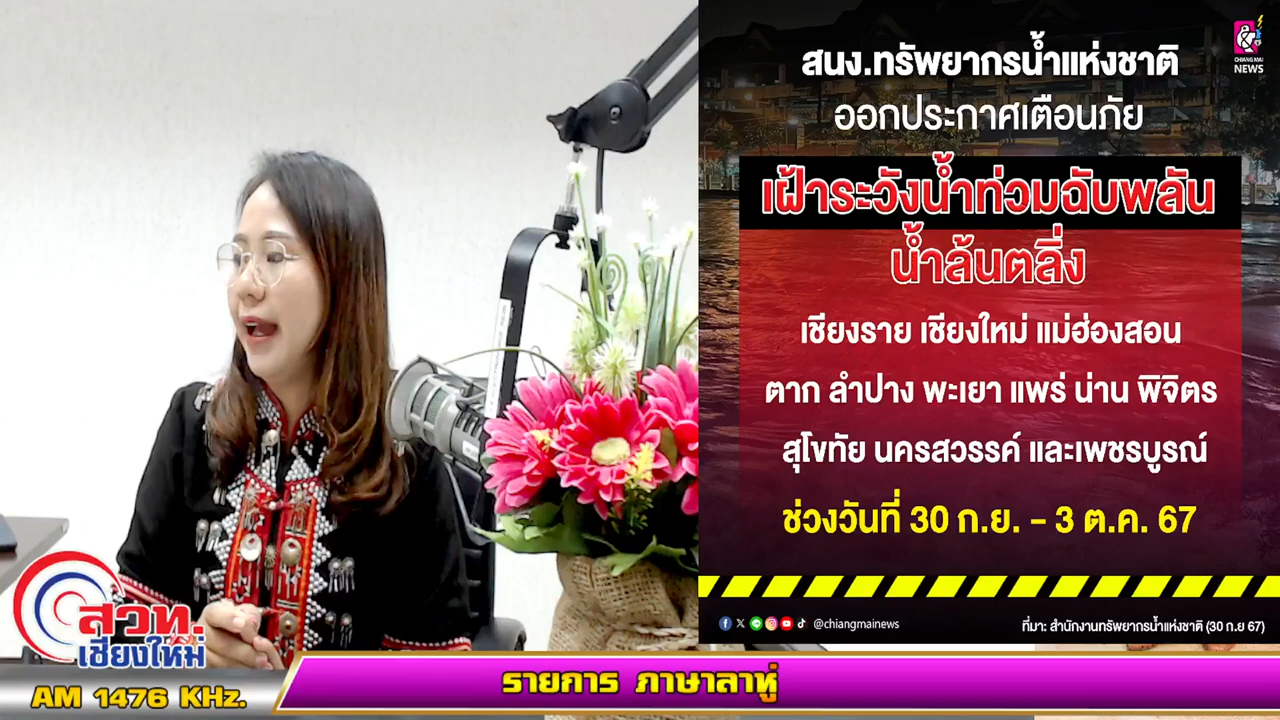 สนง.ทรัพยากรน้ำแห่งชาติ
ออกประกาศเตือนภัย
เฝ้าระวังน้ำท่วมฉับพลัน
น้ำล้นตลิ่ง
เชียงราย เชียงใหม่ แม่ฮ่องสอน
ตาก ลำปาง พะเยา แพร่ น่าน พิจิตร
สุโขทัย นครสวรรค์ และเพชรบูรณ์
ช่วงวันที่ 30 ก.ย. - 3 ต.ค. 67
CHIANG MAI
NEWS
@chiangmainews
ที่มา: สำนักงานทรัพยากรน้ำแห่งชาติ (30 ก.ย 67)
สวท.
เชียงใหม่
AM 1476 KHz.
รายการ ภาษาลาหู่